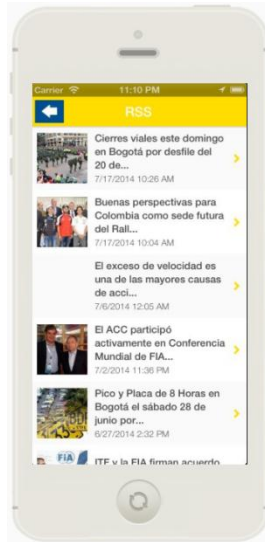 Carrier 11:10 PM
RSS
Cierres viales este domingo
en Bogotá por desfile del
20 de...
7/17/2014 10:26 AM
Buenas perspectivas para
Colombia como sede futura
del Rall...
7/17/2014 10:04 AM
El exceso de velocidad es
una de las mayores causas
de acci...
7/6/2014 12:05 AM
El ACC participó
activamente en Conferencia
Mundial de FIA...
7/2/2014 11:36 PM
Pico y Placa de 8 Horas en
Bogotá el sábado 28 de
junio por...
6/27/2014 2:32 PM
FIA
ITF y la FIA firman acuerdo